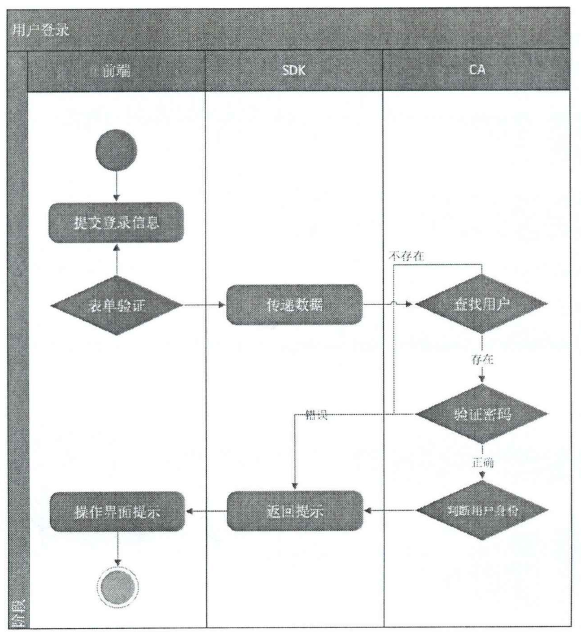 用户登录
前端
SDK
CA
提交登录信息
不存在
表单验证
传递数据
查找用户
存在
错误
验证密码
正确
操作界面提示
返回提示
判断用户身份
阶段